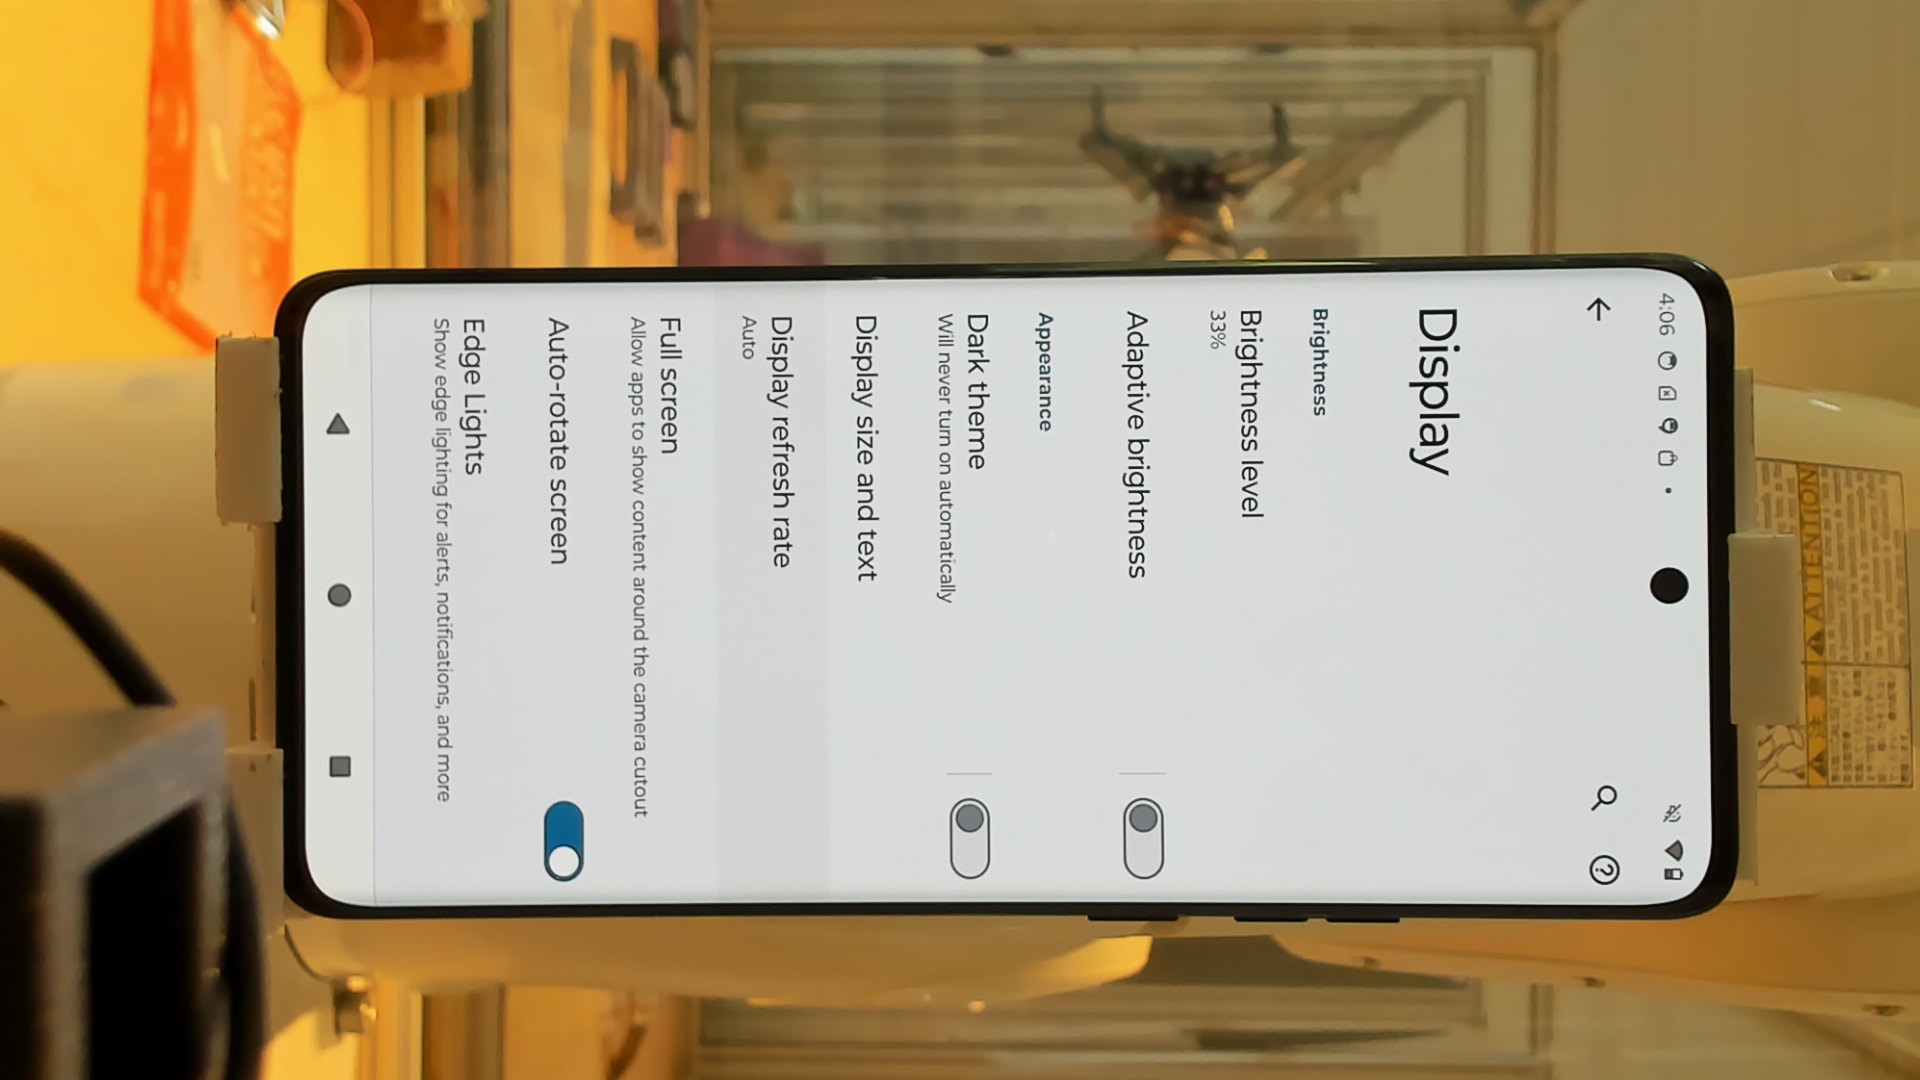 4:06
Display
Brightness
Brightness level
33%
Adaptive brightness
Appearance
Dark theme
Will never turn on automatically
Display size and text
Display refresh rate
Auto
Full screen
Allow apps to show content around the camera cutout
Auto-rotate screen
Edge Lights
Show edge lighting for alerts, notifications, and more
ATTENTION